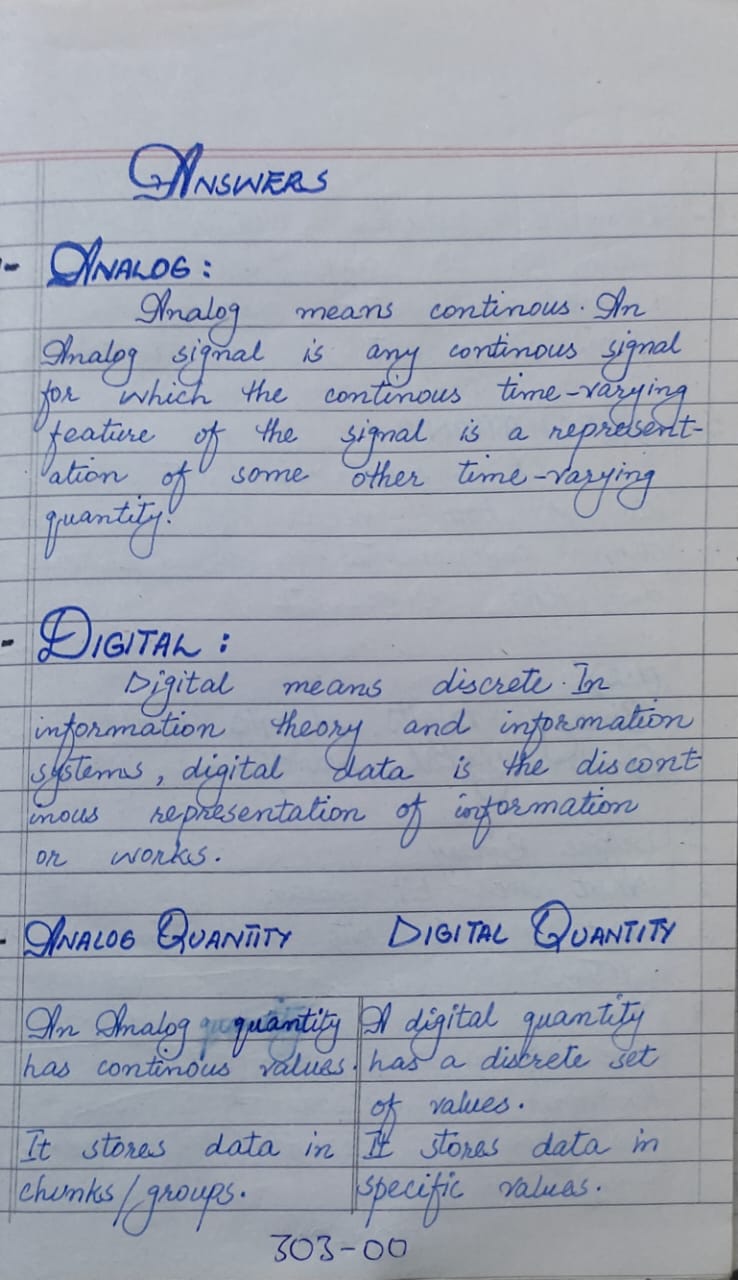 ANSWERS
- ANALOG :
Analog means continous. An
Analog signal is any continous signal
for which the continous time-varying
feature of the signal is a represent-
ation of some other time-varying
quantity.
- DIGITAL :
Digital means discrete. In
information theory and information
systems, digital data is the discont
inous representation of information
or works.
- ANALOG QUANTITY DIGITAL QUANTITY
An Analog quantity A digital quantity
has continous values. has a discrete set
of values.
It stores data in It stores data in
chunks/groups. specific values.
303-00